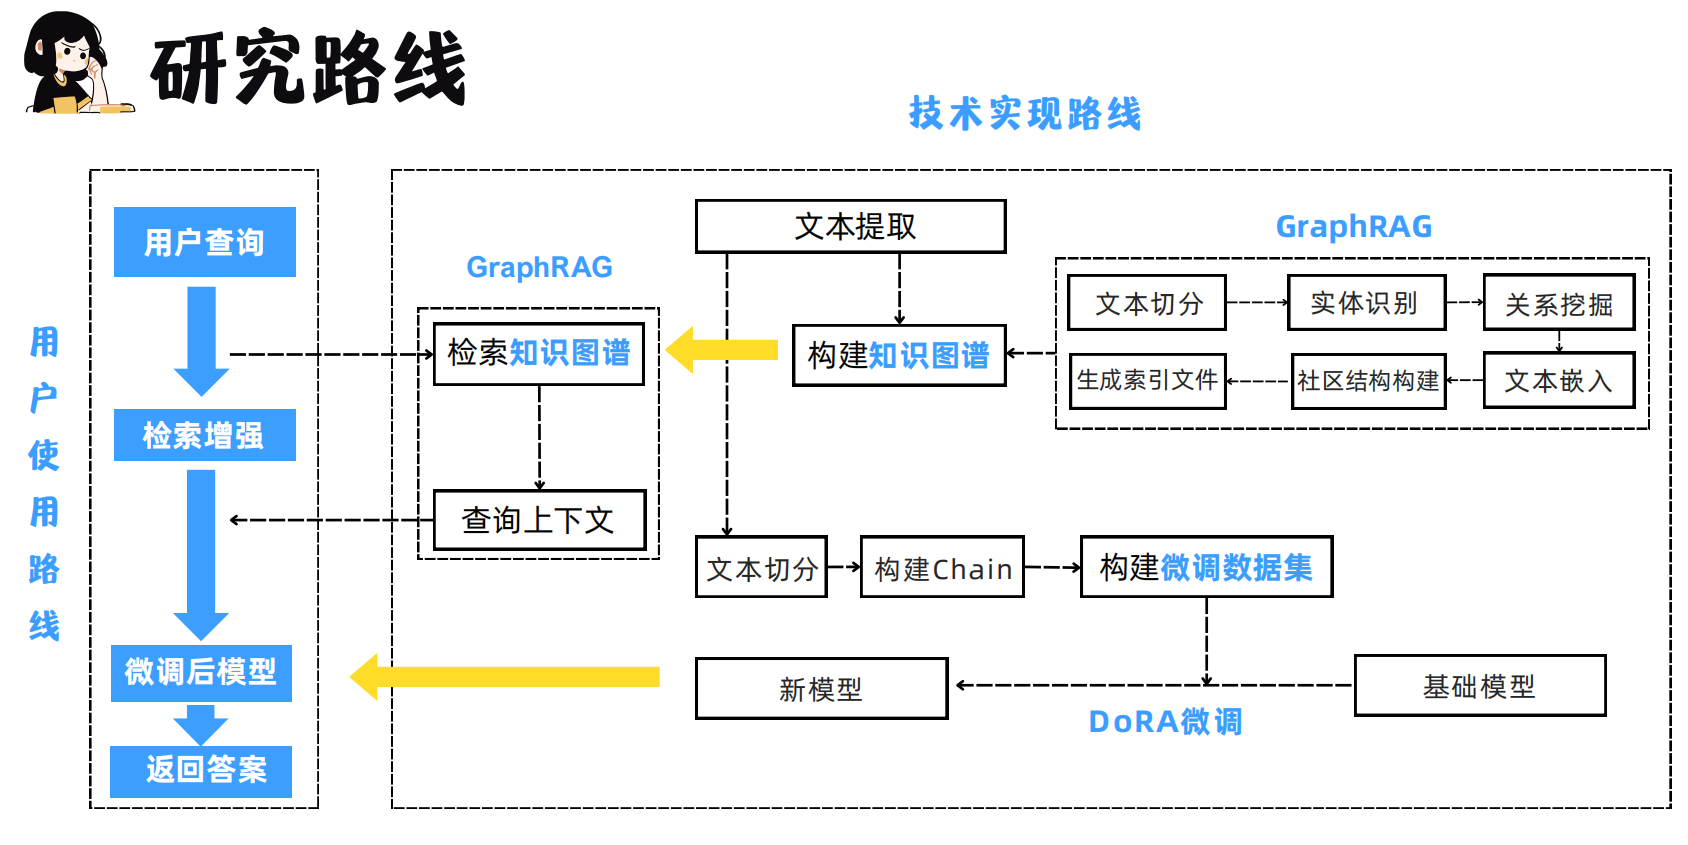 研究路线
技术实现路线
用户使用路线
用户查询
检索增强
微调后模型
返回答案
GraphRAG
检索知识图谱
查询上下文
文本提取
构建知识图谱
GraphRAG
文本切分
实体识别
关系挖掘
生成索引文件
社区结构构建
文本嵌入
文本切分
构建Chain
构建微调数据集
新模型
基础模型
DoRA微调